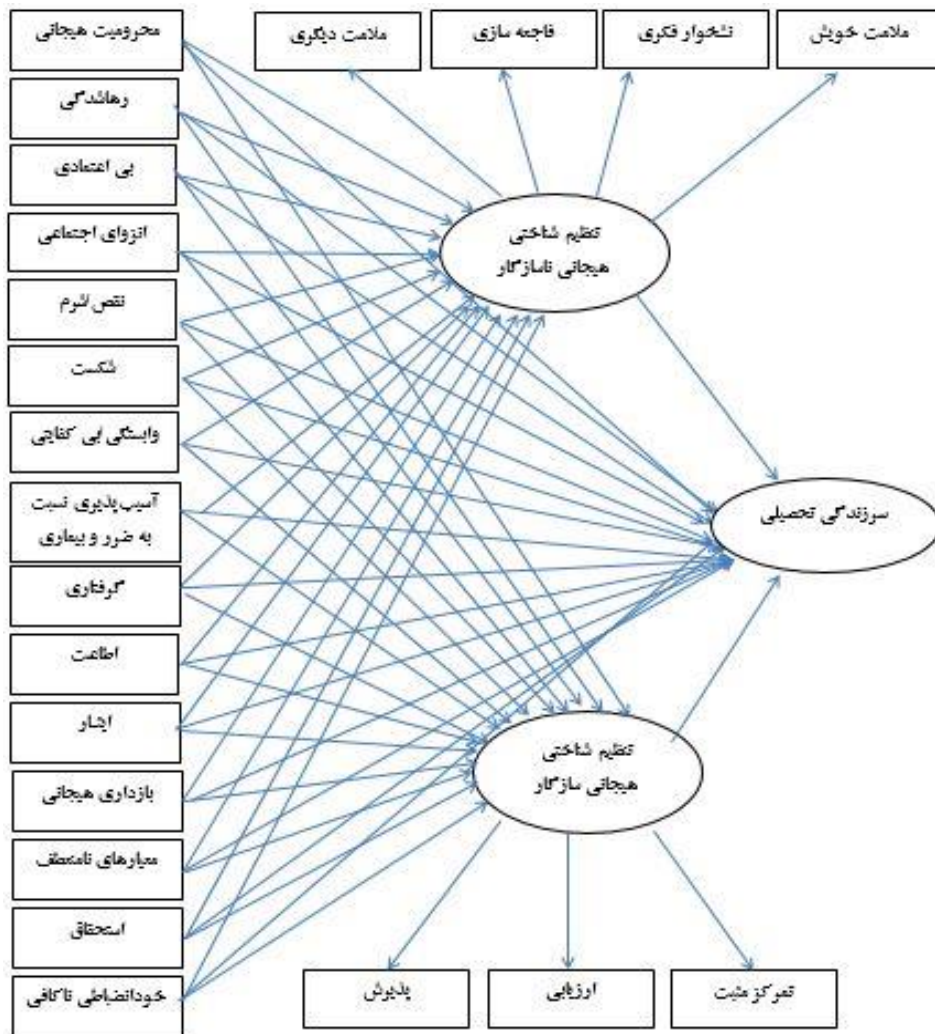 ملامت خویش
نشخوار فکری
فاجعه سازی
ملامت دیگری
محرومیت هیجانی
رهاشدگی
بی اعتمادی
انزوای اجتماعی
نقص/شرم
شکست
وابستگی/بی کفایتی
آسیب‌پذیری نسبت
به ضرر و بیماری
گرفتاری
اطاعت
ایثار
بازداری هیجانی
معیارهای نامنعطف
استحقاق
خودانضباطی ناکافی
تنظیم شناختی
هیجانی ناسازگار
سرزندگی تحصیلی
تنظیم شناختی
هیجانی سازگار
تمرکز مثبت
ارزیابی
پذیرش